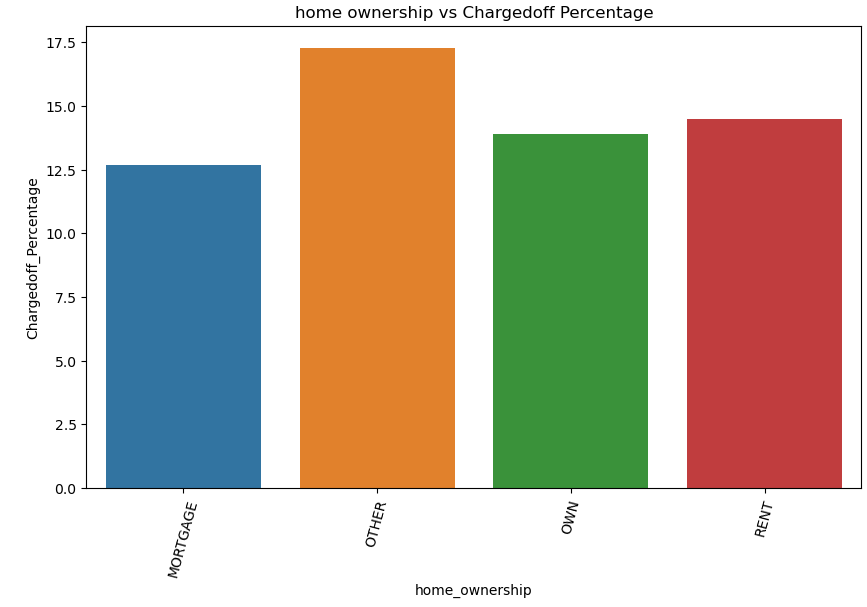 home ownership vs Chargedoff Percentage
17.5
15.0
12.5
10.0
7.5
5.0
2.5
0.0
Chargedoff_Percentage
MORTGAGE
OTHER
OWN
RENT
home_ownership